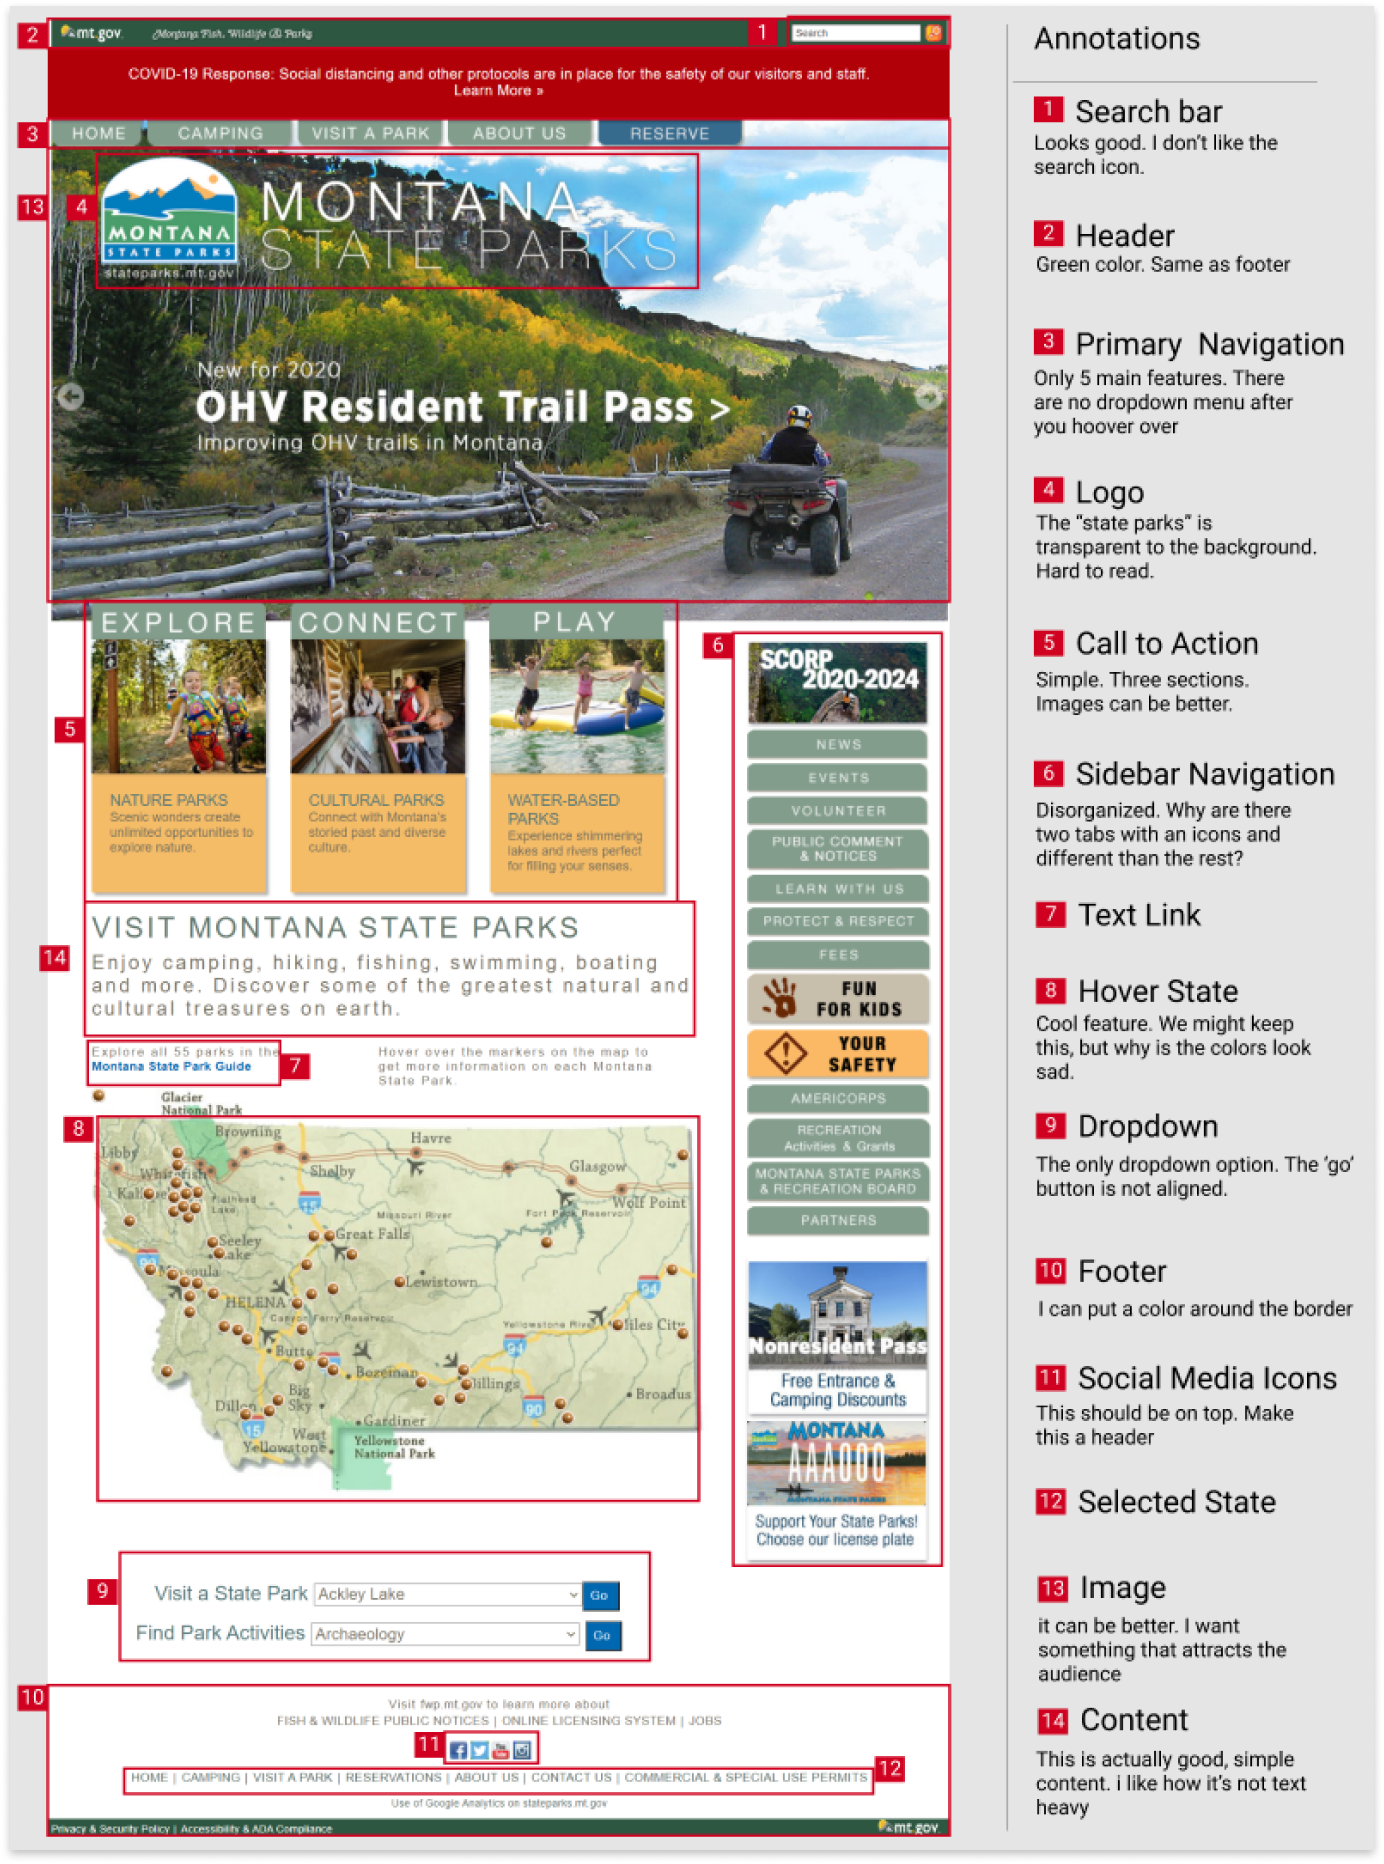 2
mt.gov
Montana Fish, Wildlife & Parks
1
Search
COVID-19 Response: Social distancing and other protocols are in place for the safety of our visitors and staff.
Learn More »
3
HOME
CAMPING
VISIT A PARK
ABOUT US
RESERVE
13
4
MONTANA
STATE PARKS
stateparks.mt.gov
MONTANA
STATE PARKS
New for 2020
OHV Resident Trail Pass >
Improving OHV trails in Montana
5
EXPLORE
CONNECT
PLAY
NATURE PARKS
Scenic wonders create
unlimited opportunities to
explore nature.
CULTURAL PARKS
Connect with Montana's
storied past and diverse
culture.
WATER-BASED
PARKS
Experience shimmering
lakes and rivers perfect
for filling your senses.
6
SCORP
2020-2024
NEWS
EVENTS
VOLUNTEER
PUBLIC COMMENT
& NOTICES
LEARN WITH US
PROTECT & RESPECT
FEES
FUN
FOR KIDS
YOUR
SAFETY
AMERICORPS
RECREATION
Activities & Grants
MONTANA STATE PARKS
& RECREATION BOARD
PARTNERS
Nonresident Pass
Free Entrance &
Camping Discounts
MONTANA
AAA000
MONTANA STATE PARKS
Support Your State Parks!
Choose our license plate
14
VISIT MONTANA STATE PARKS
Enjoy camping, hiking, fishing, swimming, boating
and more. Discover some of the greatest natural and
cultural treasures on earth.
Explore all 55 parks in the
Montana State Park Guide
7
Hover over the markers on the map to
get more information on each Montana
State Park.
8
Glacier
National Park
Browning
Havre
Libby
Shelby
Glasgow
Whitefish
Flathead
Lake
15
Missouri River
Fort Peck Reservoir
Wolf Point
Seeley
Lake
Great Falls
90
Missoula
Lewistown
94
HELENA
Canyon Ferry Reservoir
Yellowstone River
Miles City
Butte
94
Bozeman
Billings
Big
Sky
Dillon
90
Broadus
15
West
Yellowstone
Gardiner
Yellowstone
National Park
9
Visit a State Park
Ackley Lake
Go
Find Park Activities
Archaeology
Go
10
Visit fwp.mt.gov to learn more about
FISH & WILDLIFE PUBLIC NOTICES | ONLINE LICENSING SYSTEM | JOBS
11
You
12
HOME | CAMPING | VISIT A PARK | RESERVATIONS | ABOUT US | CONTACT US | COMMERCIAL & SPECIAL USE PERMITS
Use of Google Analytics on stateparks.mt.gov
Privacy & Security Policy | Accessibility & ADA Compliance
mt.gov
Annotations
1 Search bar
Looks good. I don't like the
search icon.
2 Header
Green color. Same as footer
3 Primary Navigation
Only 5 main features. There
are no dropdown menu after
you hoover over
4 Logo
The “state parks” is
transparent to the background.
Hard to read.
5 Call to Action
Simple. Three sections.
Images can be better.
6 Sidebar Navigation
Disorganized. Why are there
two tabs with an icons and
different than the rest?
7 Text Link
8 Hover State
Cool feature. We might keep
this, but why is the colors look
sad.
9 Dropdown
The only dropdown option. The ‘go’
button is not aligned.
10 Footer
I can put a color around the border
11 Social Media Icons
This should be on top. Make
this a header
12 Selected State
13 Image
it can be better. I want
something that attracts the
audience
14 Content
This is actually good, simple
content. i like how it's not text
heavy